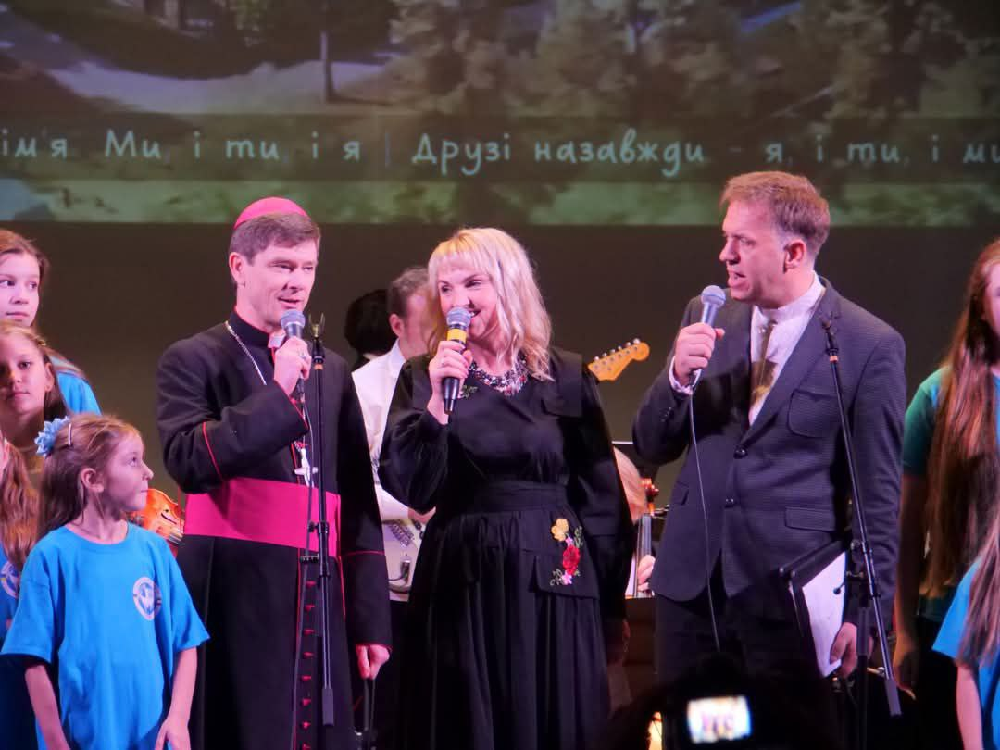 ім'я Ми, і ти, і я | Друзі назавжди - я, і ти, і ми